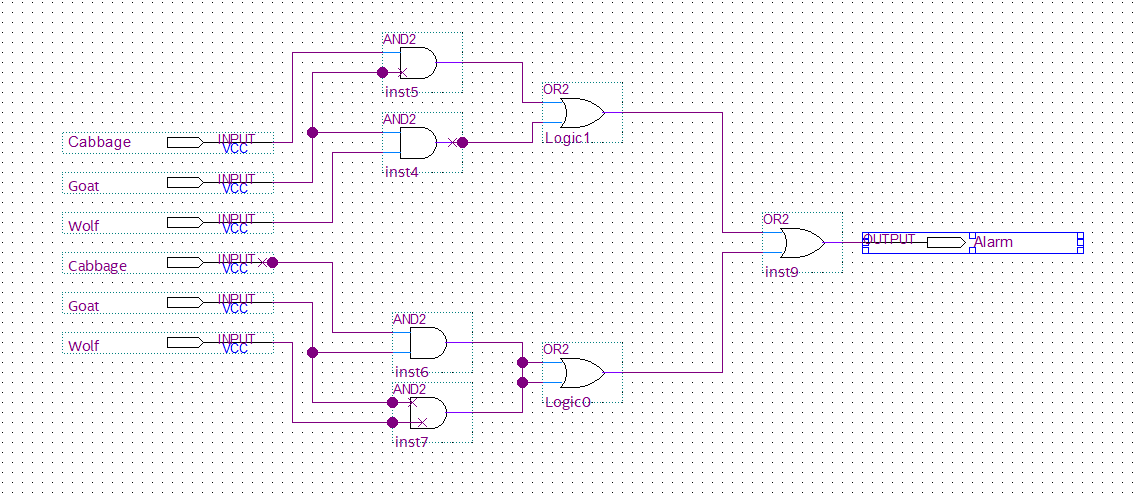 AND2
inst5
AND2
inst4
OR2
Logic1
Cabbage INPUT
VCC
Goat INPUT
VCC
Wolf INPUT
VCC
Cabbage INPUT
VCC
Goat INPUT
VCC
Wolf INPUT
VCC
OR2
inst9
OUTPUT Alarm
AND2
inst6
AND2
inst7
OR2
Logic0